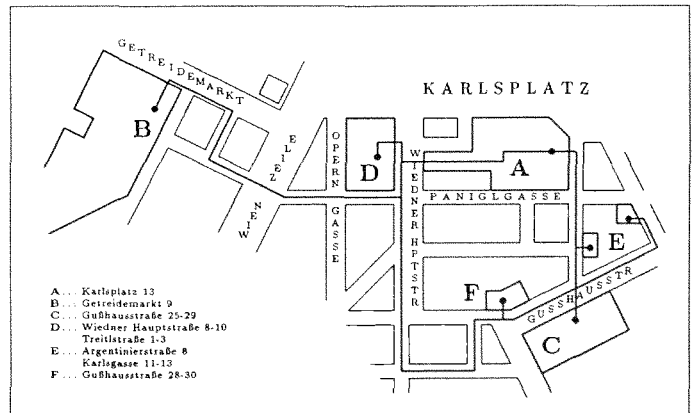 GETREIDEMARKT
KARLSPLATZ
B
ZEILE
OPERN
D
WIEDNER HPTSTR
A
PANIGLGASSE
WIEN
GASSE
E
F
GUSSHAUSSTR
C
A... Karlsplatz 13
B... Getreidemarkt 9
C... Gußhausstraße 25-29
D... Wiedner Hauptstraße 8-10
Treitlstraße 1-3
E... Argentinierstraße 8
Karlsgasse 11-13
F... Gußhausstraße 28-30